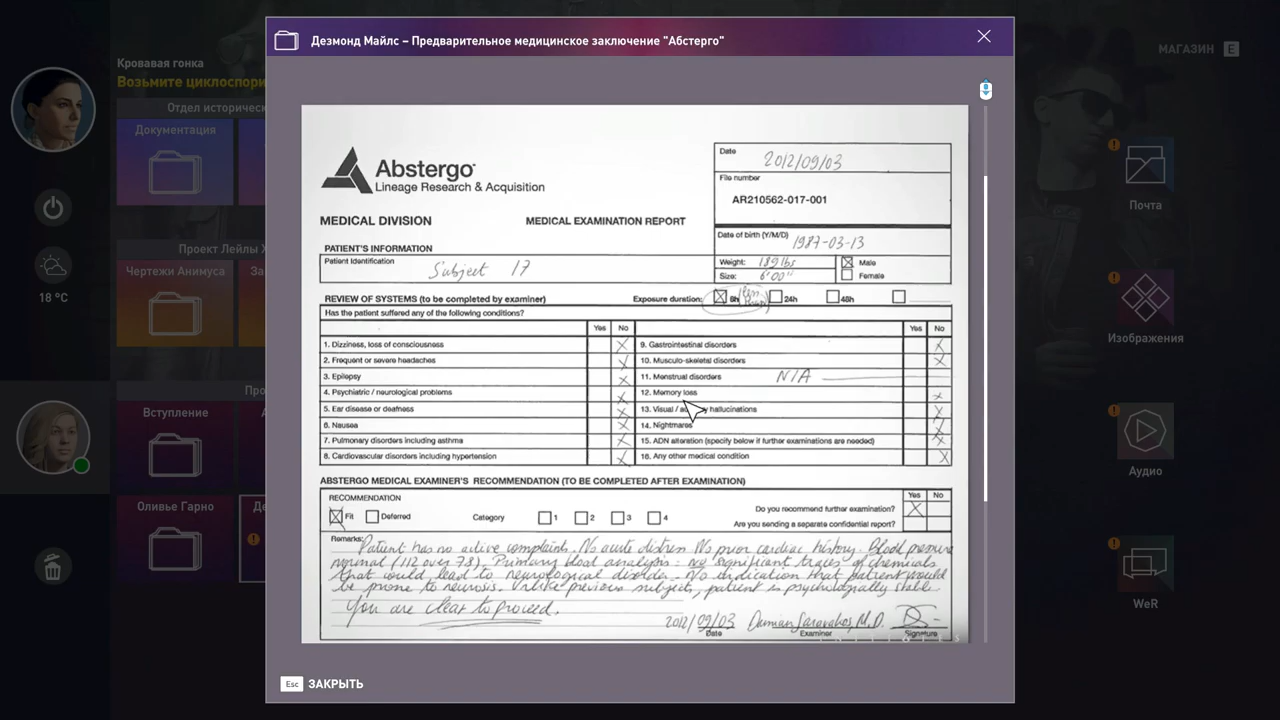 Дезмонд Майлс – Предварительное медицинское заключение "Абстерго"
МАГАЗИН E
Кровавая гонка
Возьмите циклоспори
Отдел историческ
Документация
Проект Лейлы Х
Чертежи Анимуса За
18 °C
Про
Вступление
Оливье Гарно Де
Почта
Изображения
Аудио
WeR
Abstergo
Lineage Research & Acquisition
Date 2012/09/03
File number
AR210562-017-001
MEDICAL DIVISION MEDICAL EXAMINATION REPORT
Date of birth (Y/M/D) 1987-03-13
PATIENT'S INFORMATION
Patient Identification Subject 17
Weight: 189 lbs Male
Size: 6'00" Female
REVIEW OF SYSTEMS (to be completed by examiner) Exposure duration: 24h 48h
Has the patient suffered any of the following conditions?
Yes No Yes No
1. Dizziness, loss of consciousness 9. Gastrointestinal disorders
2. Frequent or severe headaches 10. Musculo-skeletal disorders
3. Epilepsy 11. Menstrual disorders N/A
4. Psychiatric / neurological problems 12. Memory loss
5. Ear disease or deafness 13. Visual / hallucinations
6. Nausea 14. Nightmares
7. Pulmonary disorders including asthma 15. ADN alteration (specify below if further examinations are needed)
8. Cardiovascular disorders including hypertension 16. Any other medical condition
ABSTERGO MEDICAL EXAMINER'S RECOMMENDATION (TO BE COMPLETED AFTER EXAMINATION)
RECOMMENDATION Yes No
Fit Deferred Category 1 2 3 4 Do you recommend further examination?
Are you sending a separate confidential report?
Remarks: Patient has no active complaints. No acute distress No prior cardiac history. Blood pressure
normal (112 over 78). Primary blood analysis: no significant traces of chemicals
that could lead to neurological disorder. No indication that patient would
be prone to neurosis. Unlike previous subject, patient is psychologically stable.
You are clear to proceed.
2012/09/03 M.D.
Date Examiner Signature
Esc ЗАКРЫТЬ